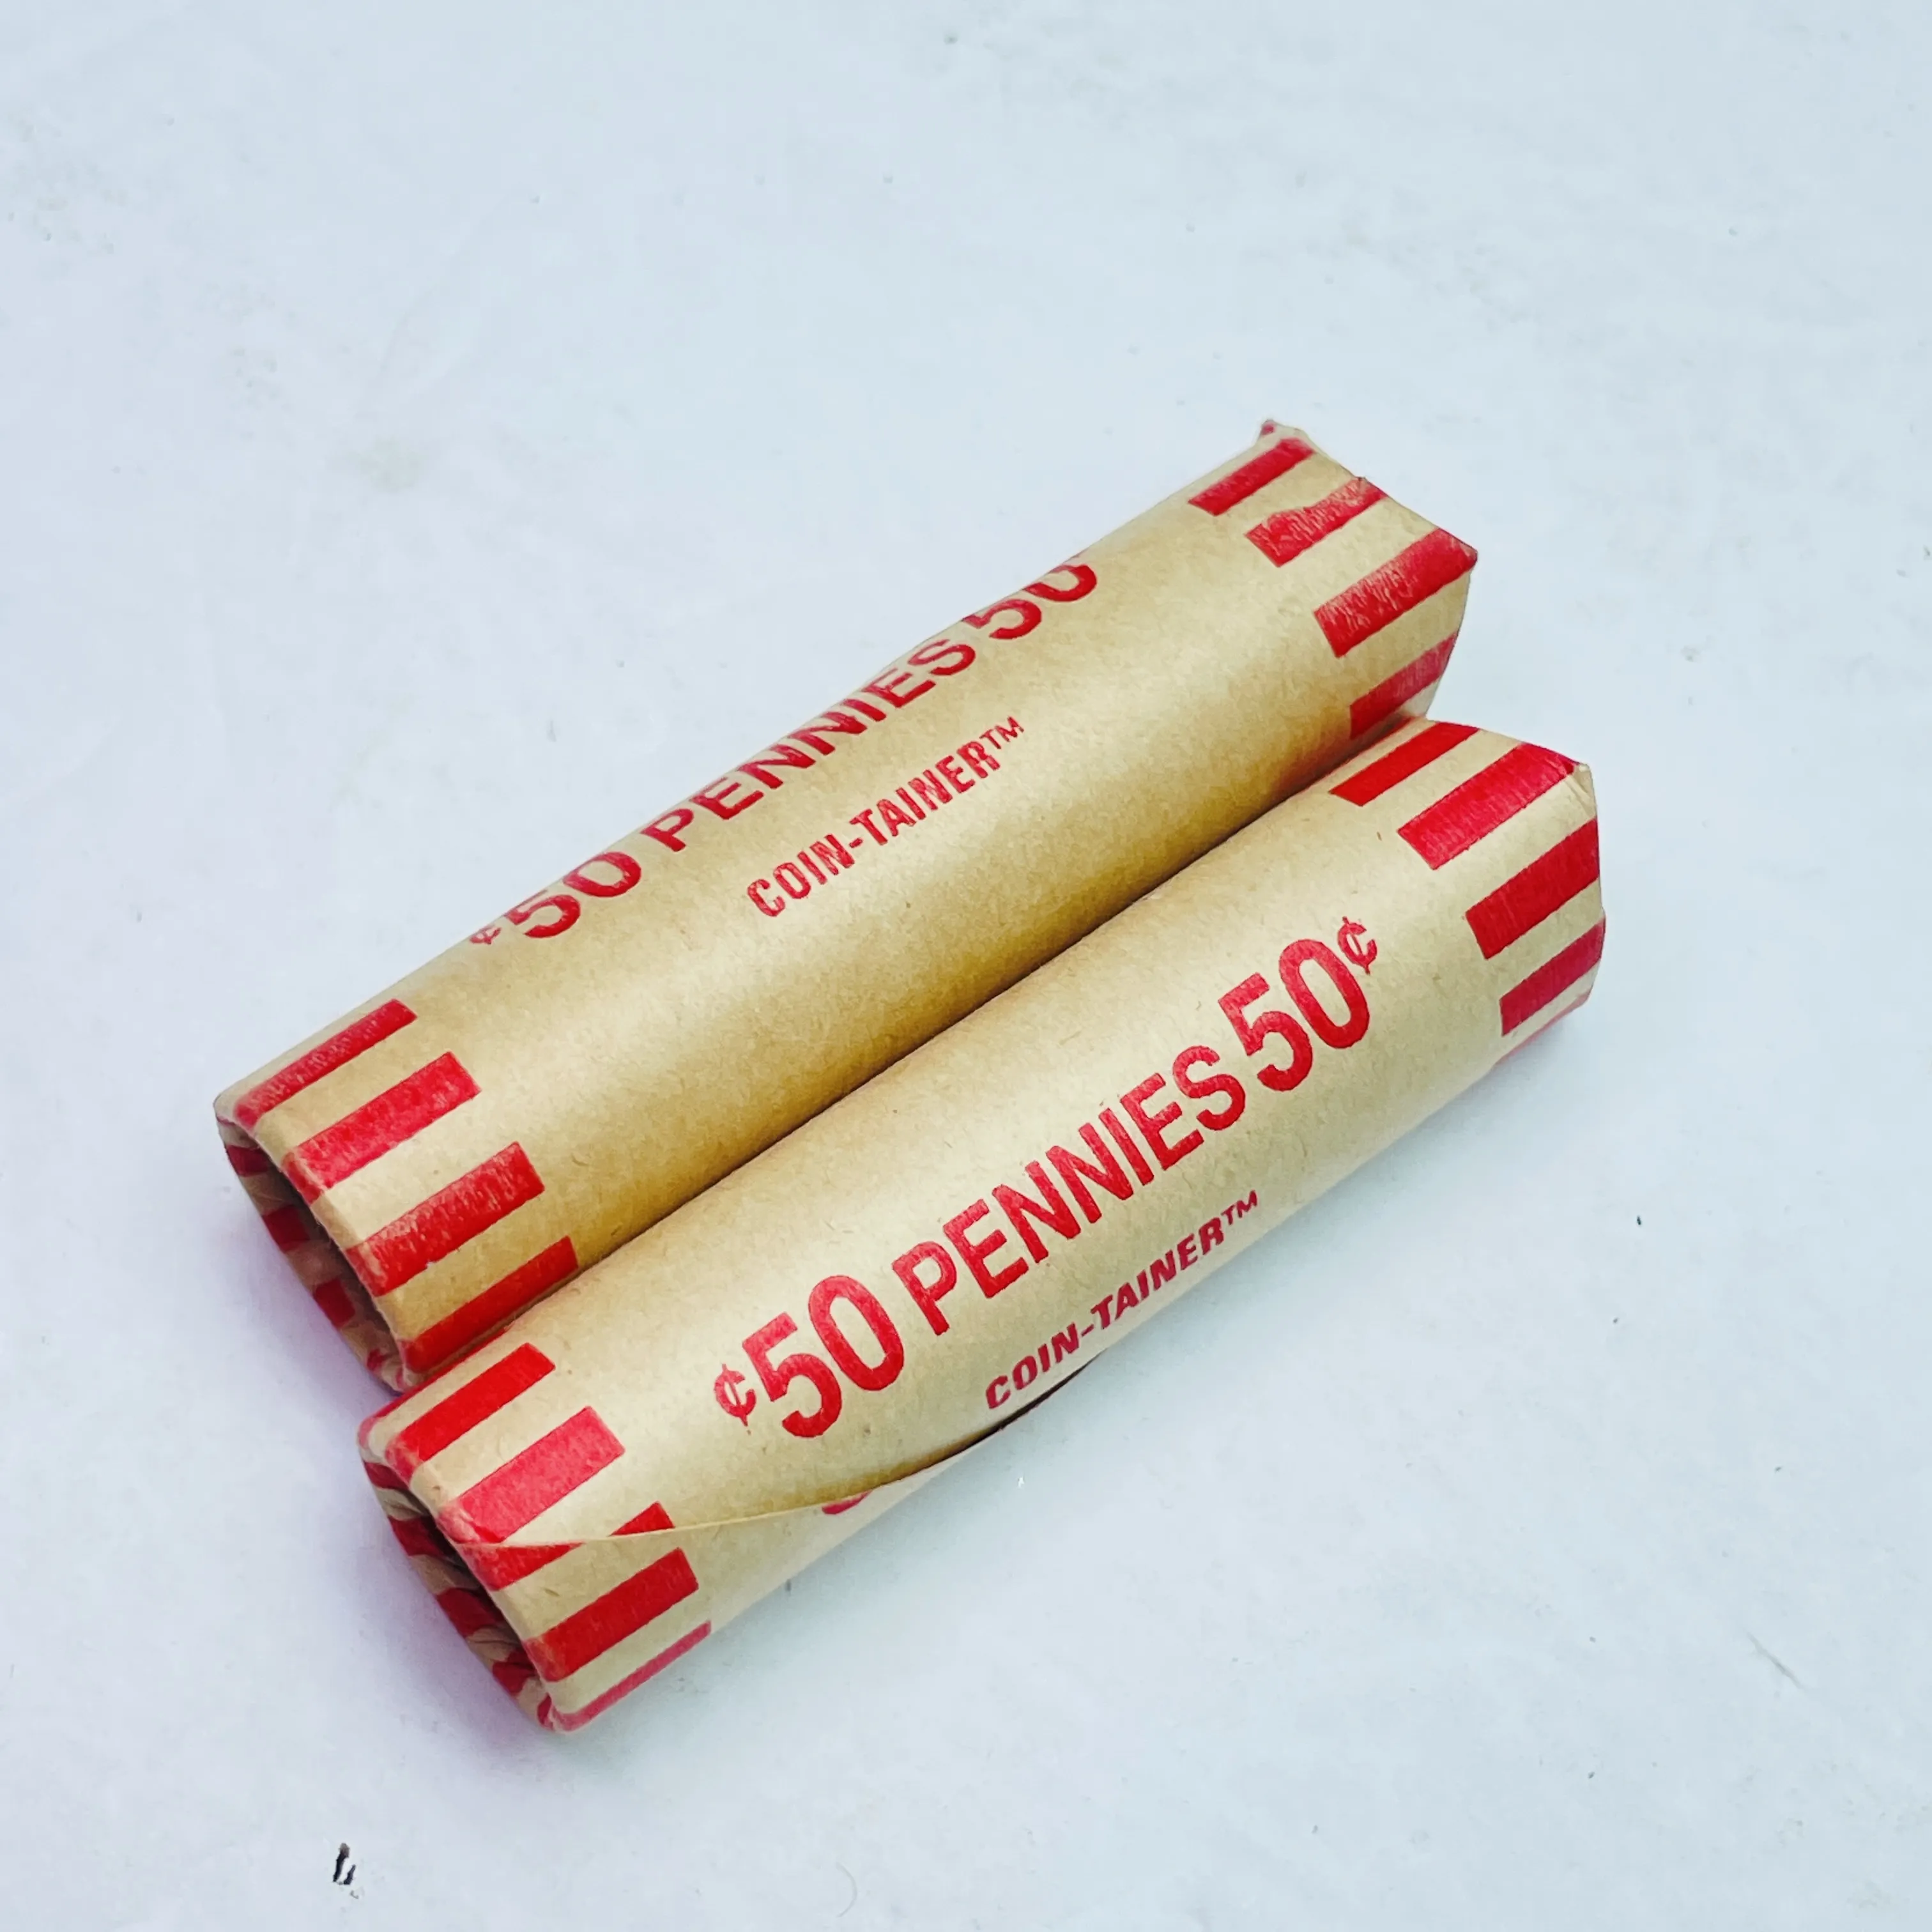 ¢50 PENNIES 50
COIN-TAINER™
¢50 PENNIES 50¢
COIN-TAINER™